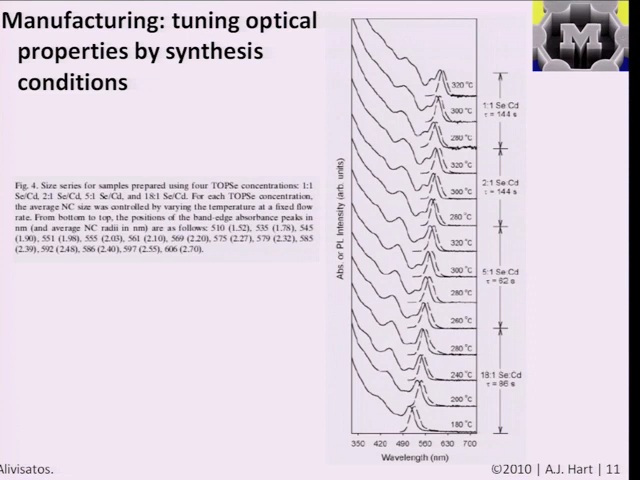 Manufacturing: tuning optical
properties by synthesis
conditions
M
Fig. 4. Size series for samples prepared using four TOPSe concentrations: 1:1
Se/Cd, 2:1 Se/Cd, 5:1 Se/Cd, and 18:1 Se/Cd. For each TOPSe concentration,
the average NC size was controlled by varying the temperature at a fixed flow
rate. From bottom to top, the positions of the band-edge absorbance peaks in
nm (and average NC radii in nm) are as follows: 510 (1.52), 535 (1.78), 545
(1.90), 551 (1.98), 555 (2.03), 561 (2.10), 569 (2.20), 575 (2.27), 579 (2.32), 585
(2.39), 592 (2.48), 586 (2.40), 597 (2.55), 606 (2.70).
Abs. or PL Intensity (arb. units)
320 °C
300 °C
280 °C
320 °C
300 °C
280 °C
320 °C
300 °C
280 °C
260 °C
280 °C
240 °C
200 °C
180 °C
1:1 Se:Cd
τ = 144 s
2:1 Se:Cd
τ = 144 s
5:1 Se:Cd
τ = 62 s
18:1 Se:Cd
350 420 490 560 630 700
Wavelength (nm)
Alivisatos.
©2010 | A.J. Hart | 11